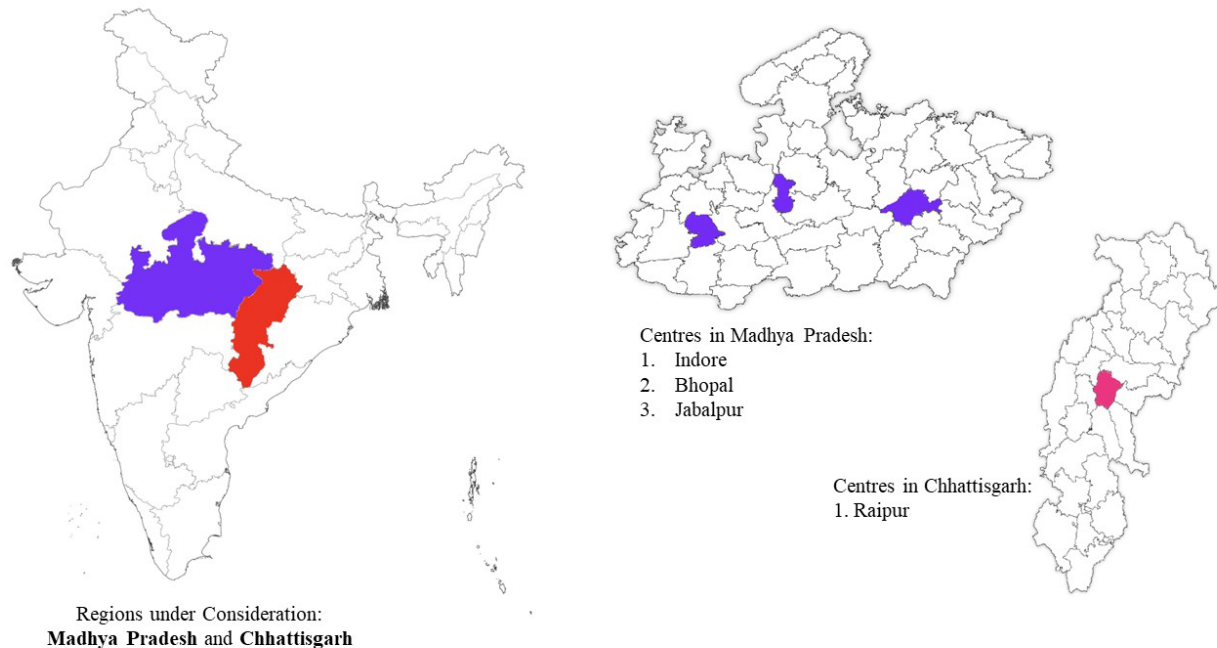 Centres in Madhya Pradesh:
1. Indore
2. Bhopal
3. Jabalpur
Centres in Chhattisgarh:
1. Raipur
Regions under Consideration:
Madhya Pradesh and Chhattisgarh